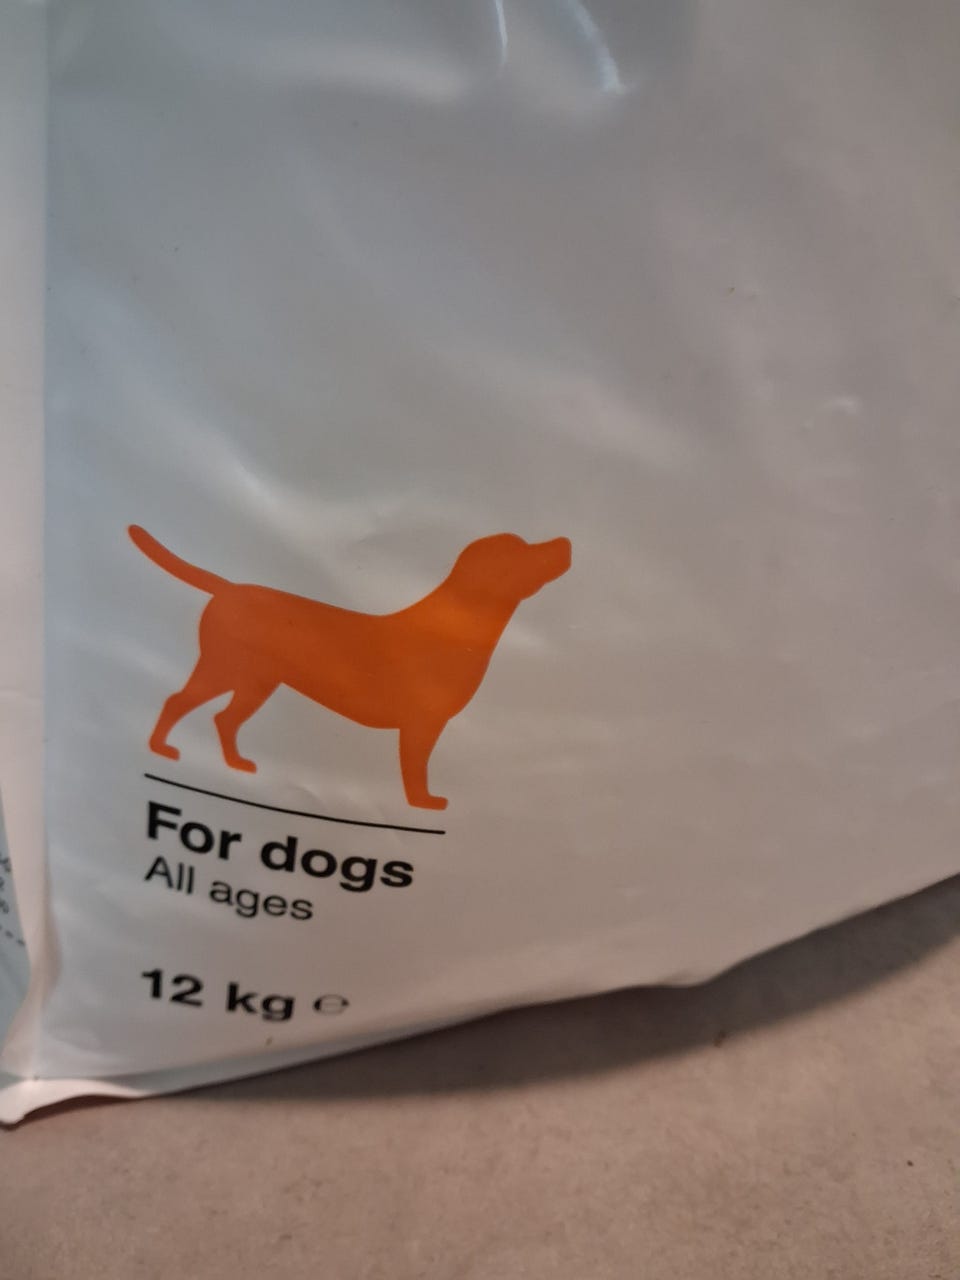 For dogs
All ages
12 kg ℮